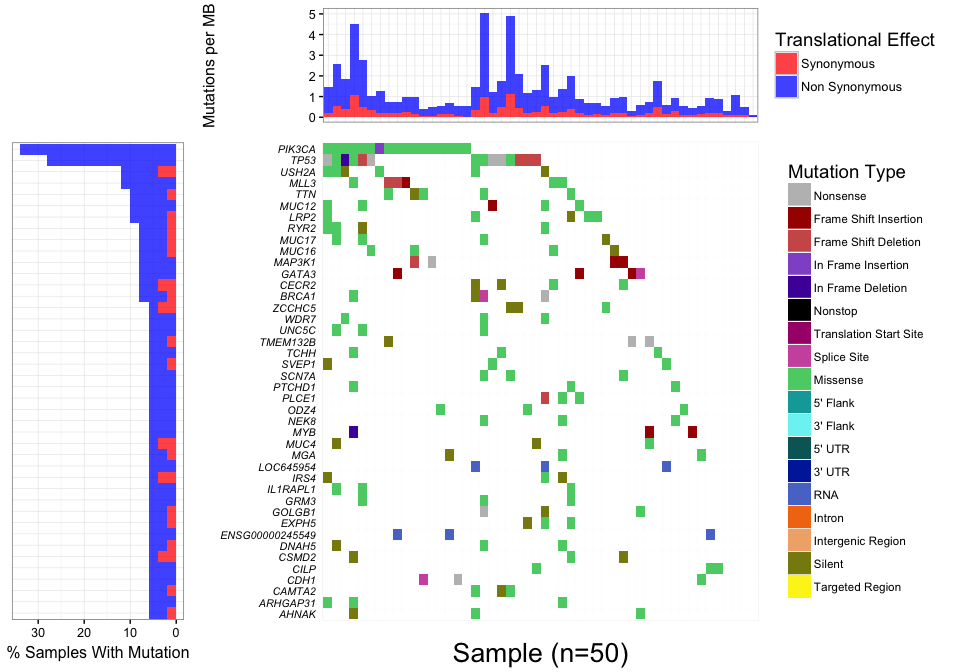 Mutations per MB
5
4
3
2
1
0
Translational Effect
Synonymous
Non Synonymous
PIK3CA
TP53
USH2A
MLL3
TTN
MUC12
LRP2
RYR2
MUC17
MUC16
MAP3K1
GATA3
CECR2
BRCA1
ZCCHC5
WDR7
UNC5C
TMEM132B
TCHH
SVEP1
SCN7A
PTCHD1
PLCE1
ODZ4
NEK8
MYB
MUC4
MGA
LOC645954
IRS4
IL1RAPL1
GRM3
GOLGB1
EXPH5
ENSG00000245549
DNAH5
CSMD2
CILP
CDH1
CAMTA2
ARHGAP31
AHNAK
Mutation Type
Nonsense
Frame Shift Insertion
Frame Shift Deletion
In Frame Insertion
In Frame Deletion
Nonstop
Translation Start Site
Splice Site
Missense
5' Flank
3' Flank
5' UTR
3' UTR
RNA
Intron
Intergenic Region
Silent
Targeted Region
30 20 10 0
% Samples With Mutation
Sample (n=50)